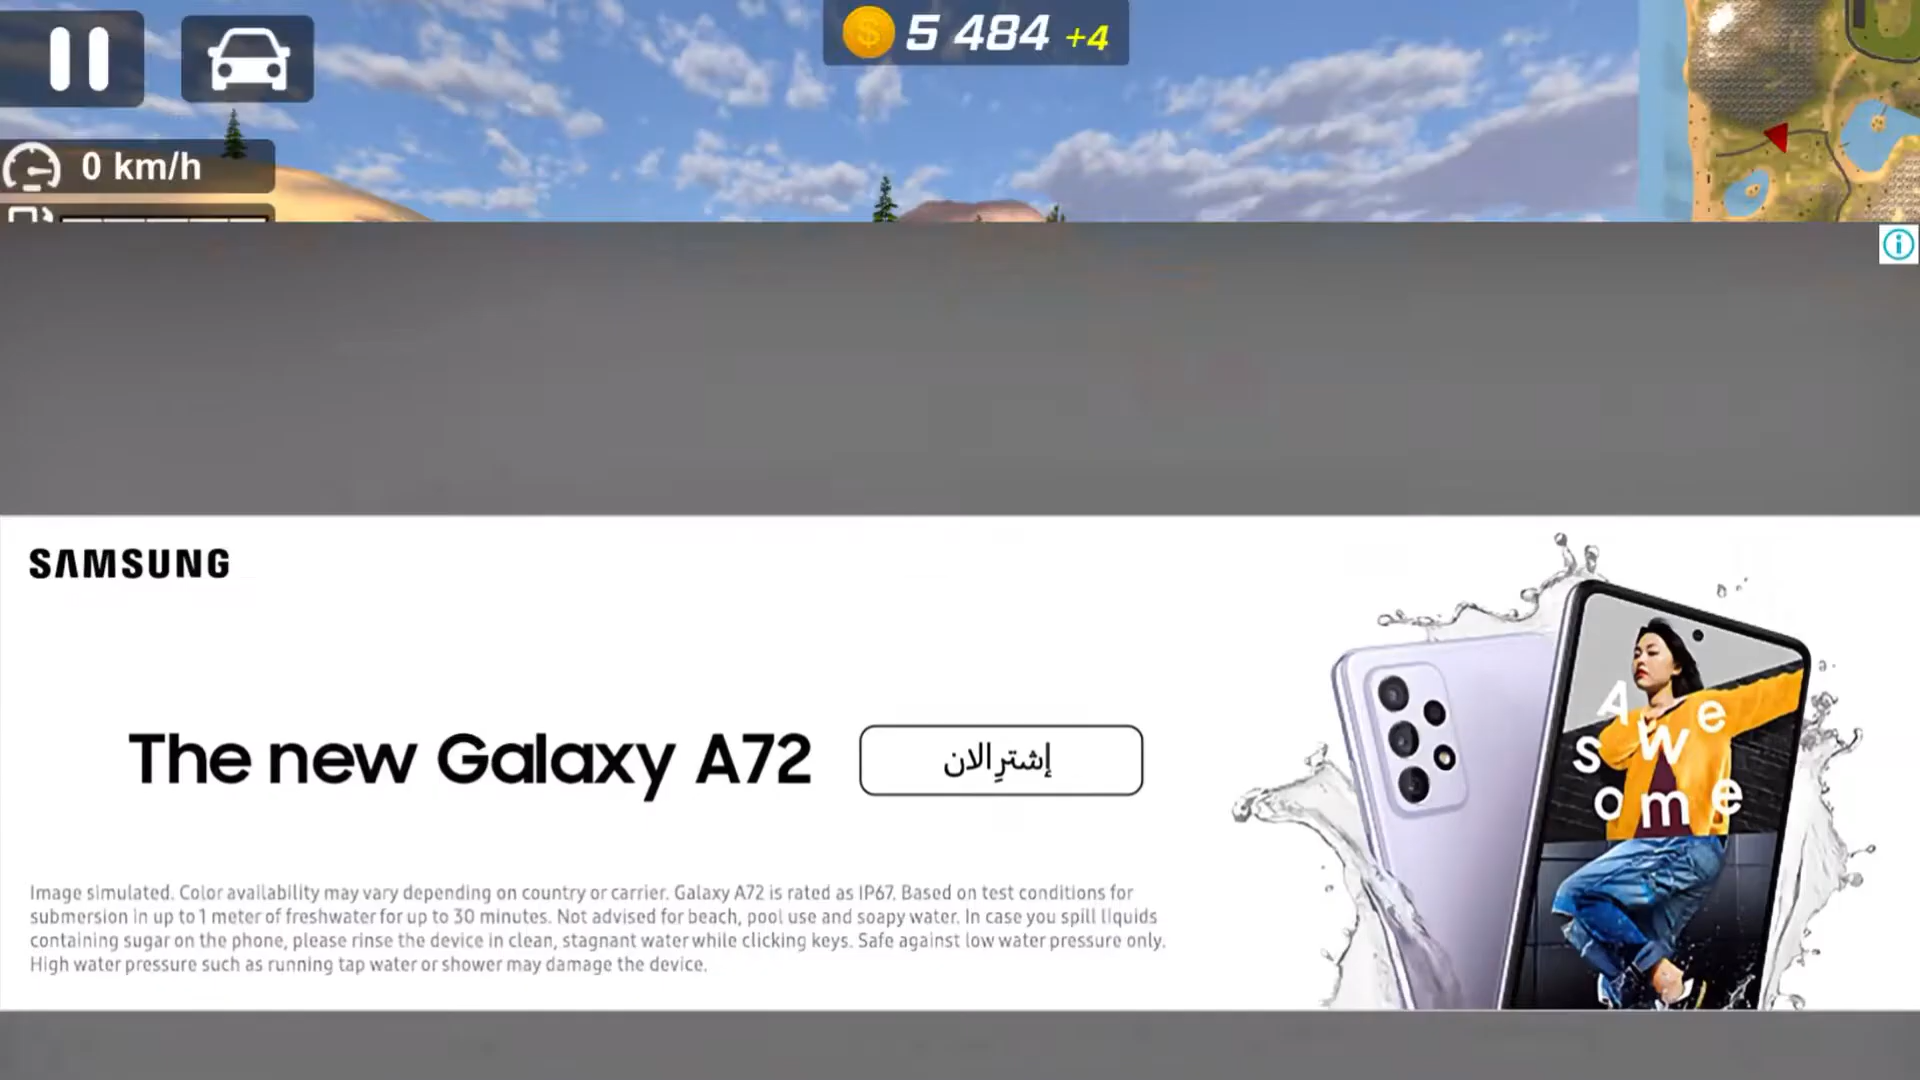 5 484 +4
0 km/h
SAMSUNG
The new Galaxy A72
إشترِالان
A
w
e
s
o
m
e
Image simulated. Color availability may vary depending on country or carrier. Galaxy A72 is rated as IP67. Based on test conditions for
submersion in up to 1 meter of freshwater for up to 30 minutes. Not advised for beach, pool use and soapy water. In case you spill liquids
containing sugar on the phone, please rinse the device in clean, stagnant water while clicking keys. Safe against low water pressure only.
High water pressure such as running tap water or shower may damage the device.